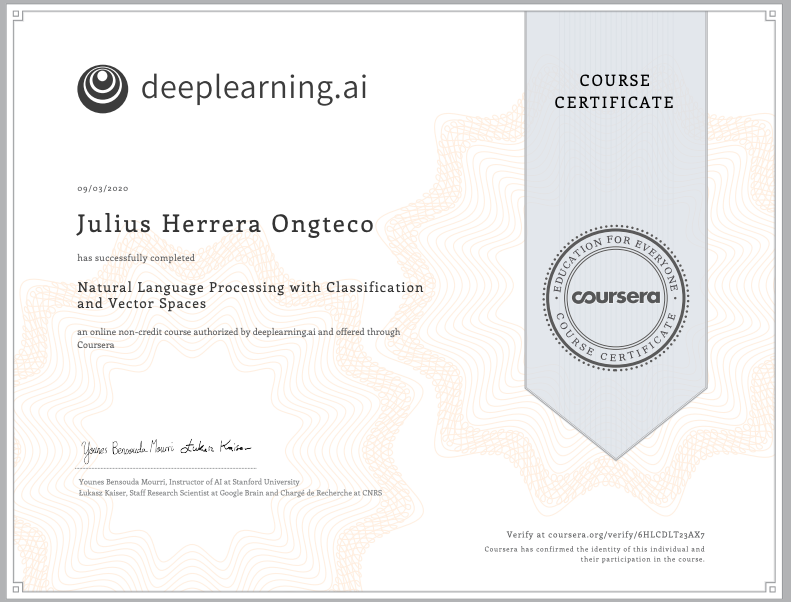 deeplearning.ai
COURSE
CERTIFICATE
09/03/2020
Julius Herrera Ongteco
has successfully completed
Natural Language Processing with Classification
and Vector Spaces
an online non-credit course authorized by deeplearning.ai and offered through
Coursera
EDUCATION FOR EVERYONE
coursera
COURSE CERTIFICATE
Younes Bensouda Mourri Łukasz Kaiser
Younes Bensouda Mourri, Instructor of AI at Stanford University
Łukasz Kaiser, Staff Research Scientist at Google Brain and Chargé de Recherche at CNRS
Verify at coursera.org/verify/6HLCDLT23AX7
Coursera has confirmed the identity of this individual and
their participation in the course.